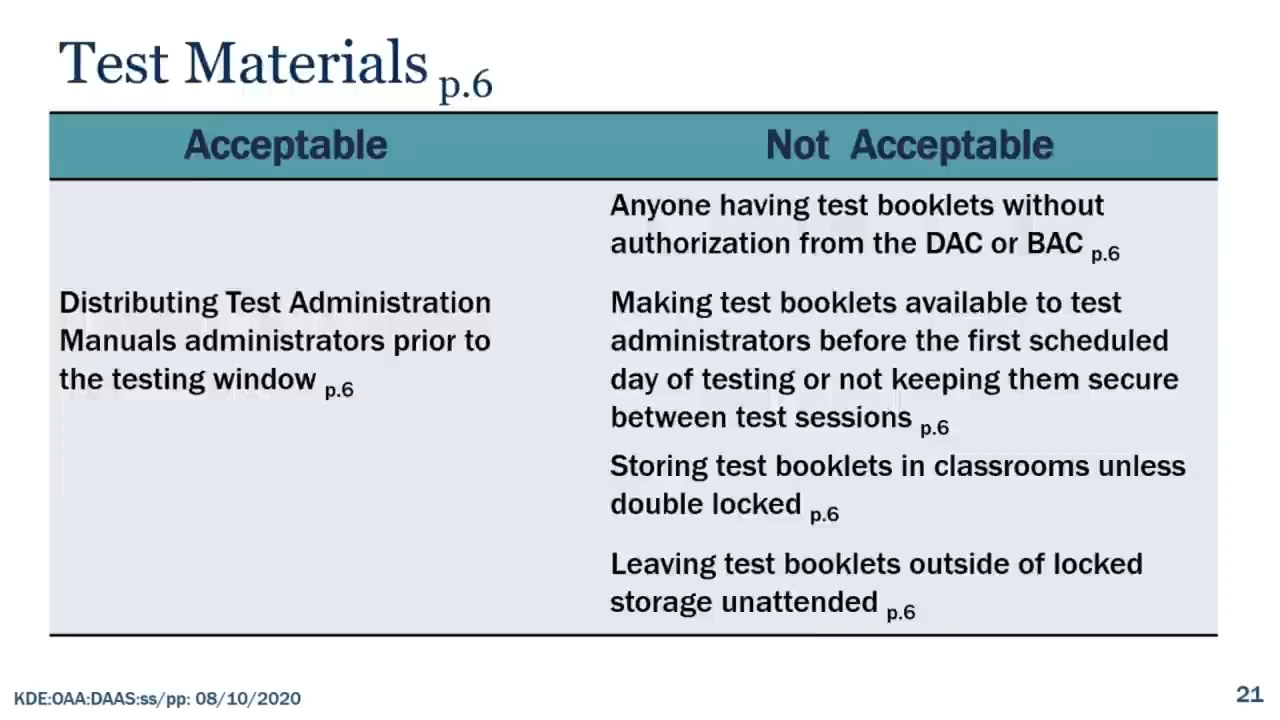 Test Materials p.6
Acceptable
Not Acceptable
Distributing Test Administration
Manuals administrators prior to
the testing window p.6
Anyone having test booklets without
authorization from the DAC or BAC p.6
Making test booklets available to test
administrators before the first scheduled
day of testing or not keeping them secure
between test sessions p.6
Storing test booklets in classrooms unless
double locked p.6
Leaving test booklets outside of locked
storage unattended p.6
KDE:OAA:DAAS:ss/pp: 08/10/2020
21